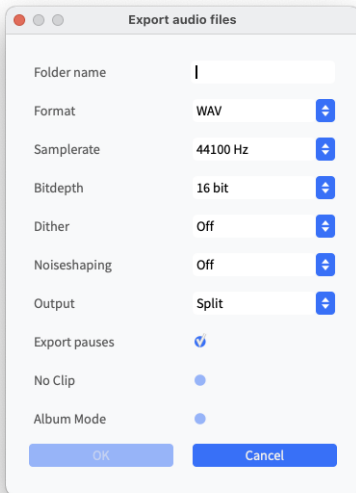 Export audio files
Folder name
Format WAV
Samplerate 44100 Hz
Bitdepth 16 bit
Dither Off
Noiseshaping Off
Output Split
Export pauses
No Clip
Album Mode
OK Cancel